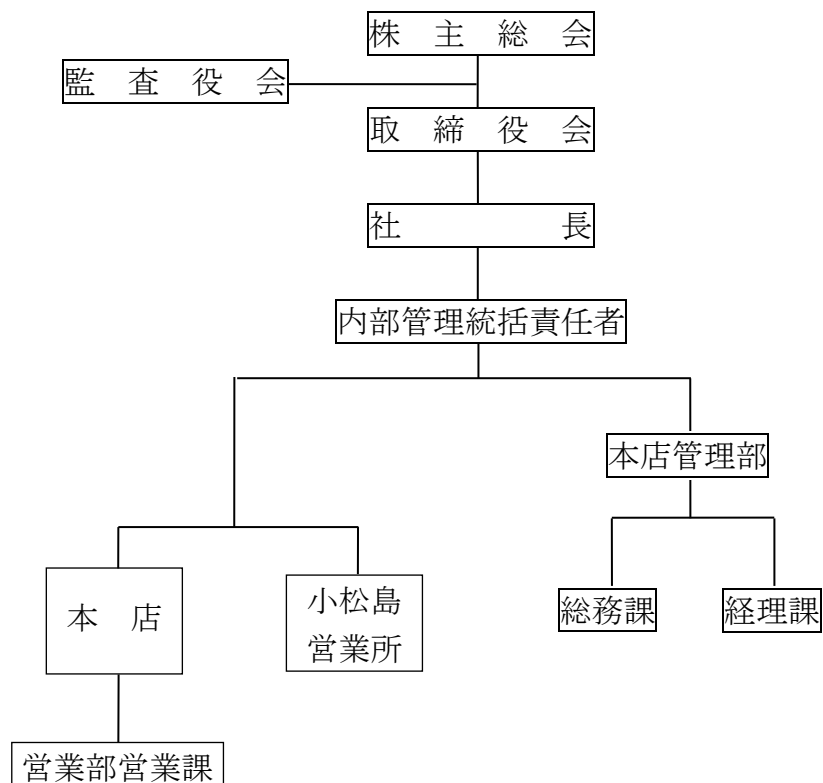 株主総会
監査役会
取締役会
社長
内部管理統括責任者
本店管理部
本店
小松島
営業所
総務課
経理課
営業部営業課